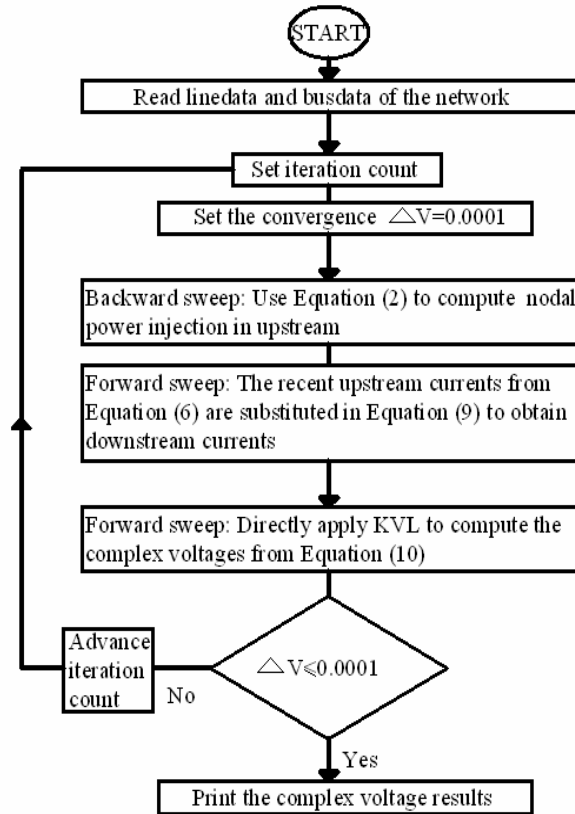 START
Read linedata and busdata of the network
Set iteration count
Set the convergence △V=0.0001
Backward sweep: Use Equation (2) to compute nodal
power injection in upstream
Forward sweep: The recent upstream currents from
Equation (6) are substituted in Equation (9) to obtain
downstream currents
Forward sweep: Directly apply KVL to compute the
complex voltages from Equation (10)
Advance
iteration
count
△V⩽0.0001
No
Yes
Print the complex voltage results